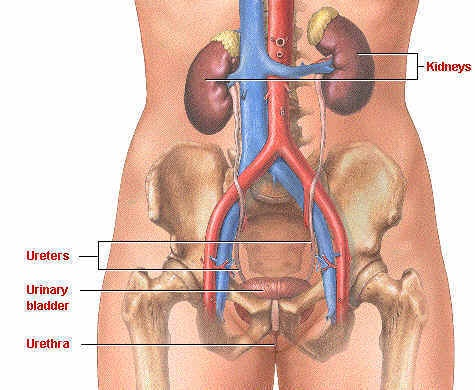 Kidneys
Ureters
Urinary
bladder
Urethra